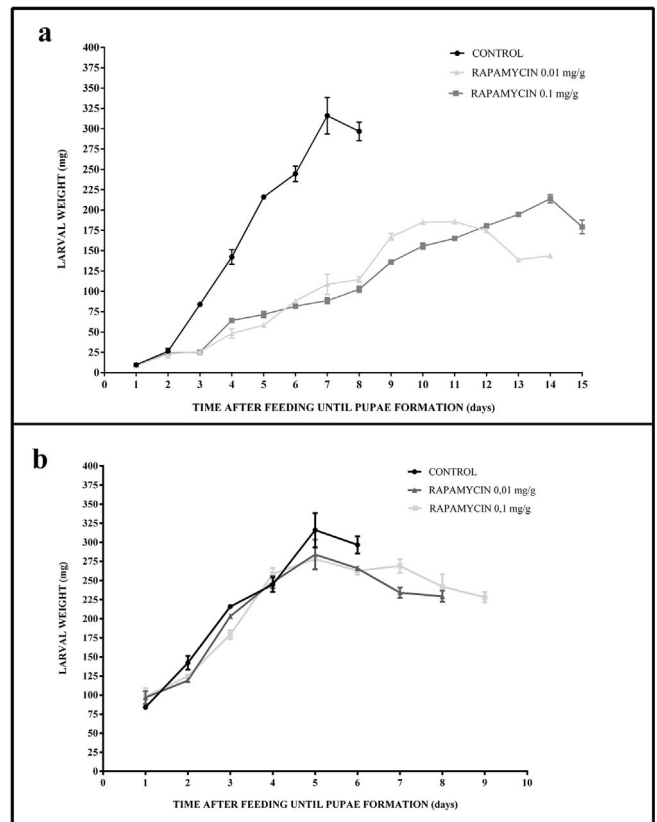 a
CONTROL
RAPAMYCIN 0.01 mg/g
RAPAMYCIN 0.1 mg/g
LARVAL WEIGHT (mg)
400
375
350
325
300
275
250
225
200
175
150
125
100
75
50
25
0
0 1 2 3 4 5 6 7 8 9 10 11 12 13 14 15
TIME AFTER FEEDING UNTIL PUPAE FORMATION (days)
b
CONTROL
RAPAMYCIN 0,01 mg/g
RAPAMYCIN 0,1 mg/g
LARVAL WEIGHT (mg)
400
375
350
325
300
275
250
225
200
175
150
125
100
75
50
25
0
0 1 2 3 4 5 6 7 8 9 10
TIME AFTER FEEDING UNTIL PUPAE FORMATION (days)